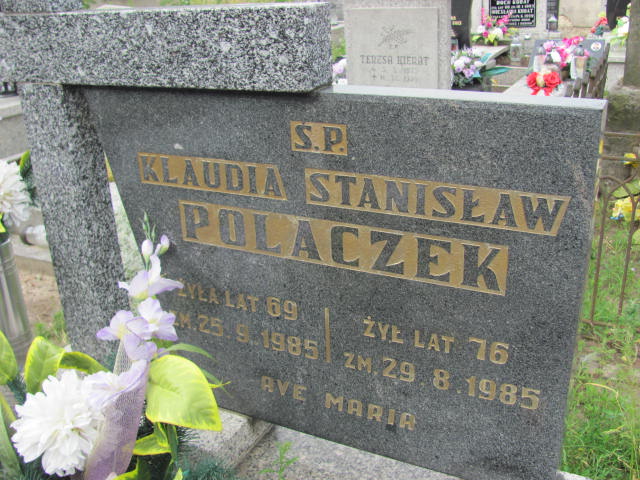 S.P.
KLAUDIA STANISŁAW
POLACZEK
ŻYŁA LAT 69
ZM. 25. 9. 1985
ŻYŁ LAT 76
ZM. 29. 8. 1985
AVE MARIA
TERESA KIERAT